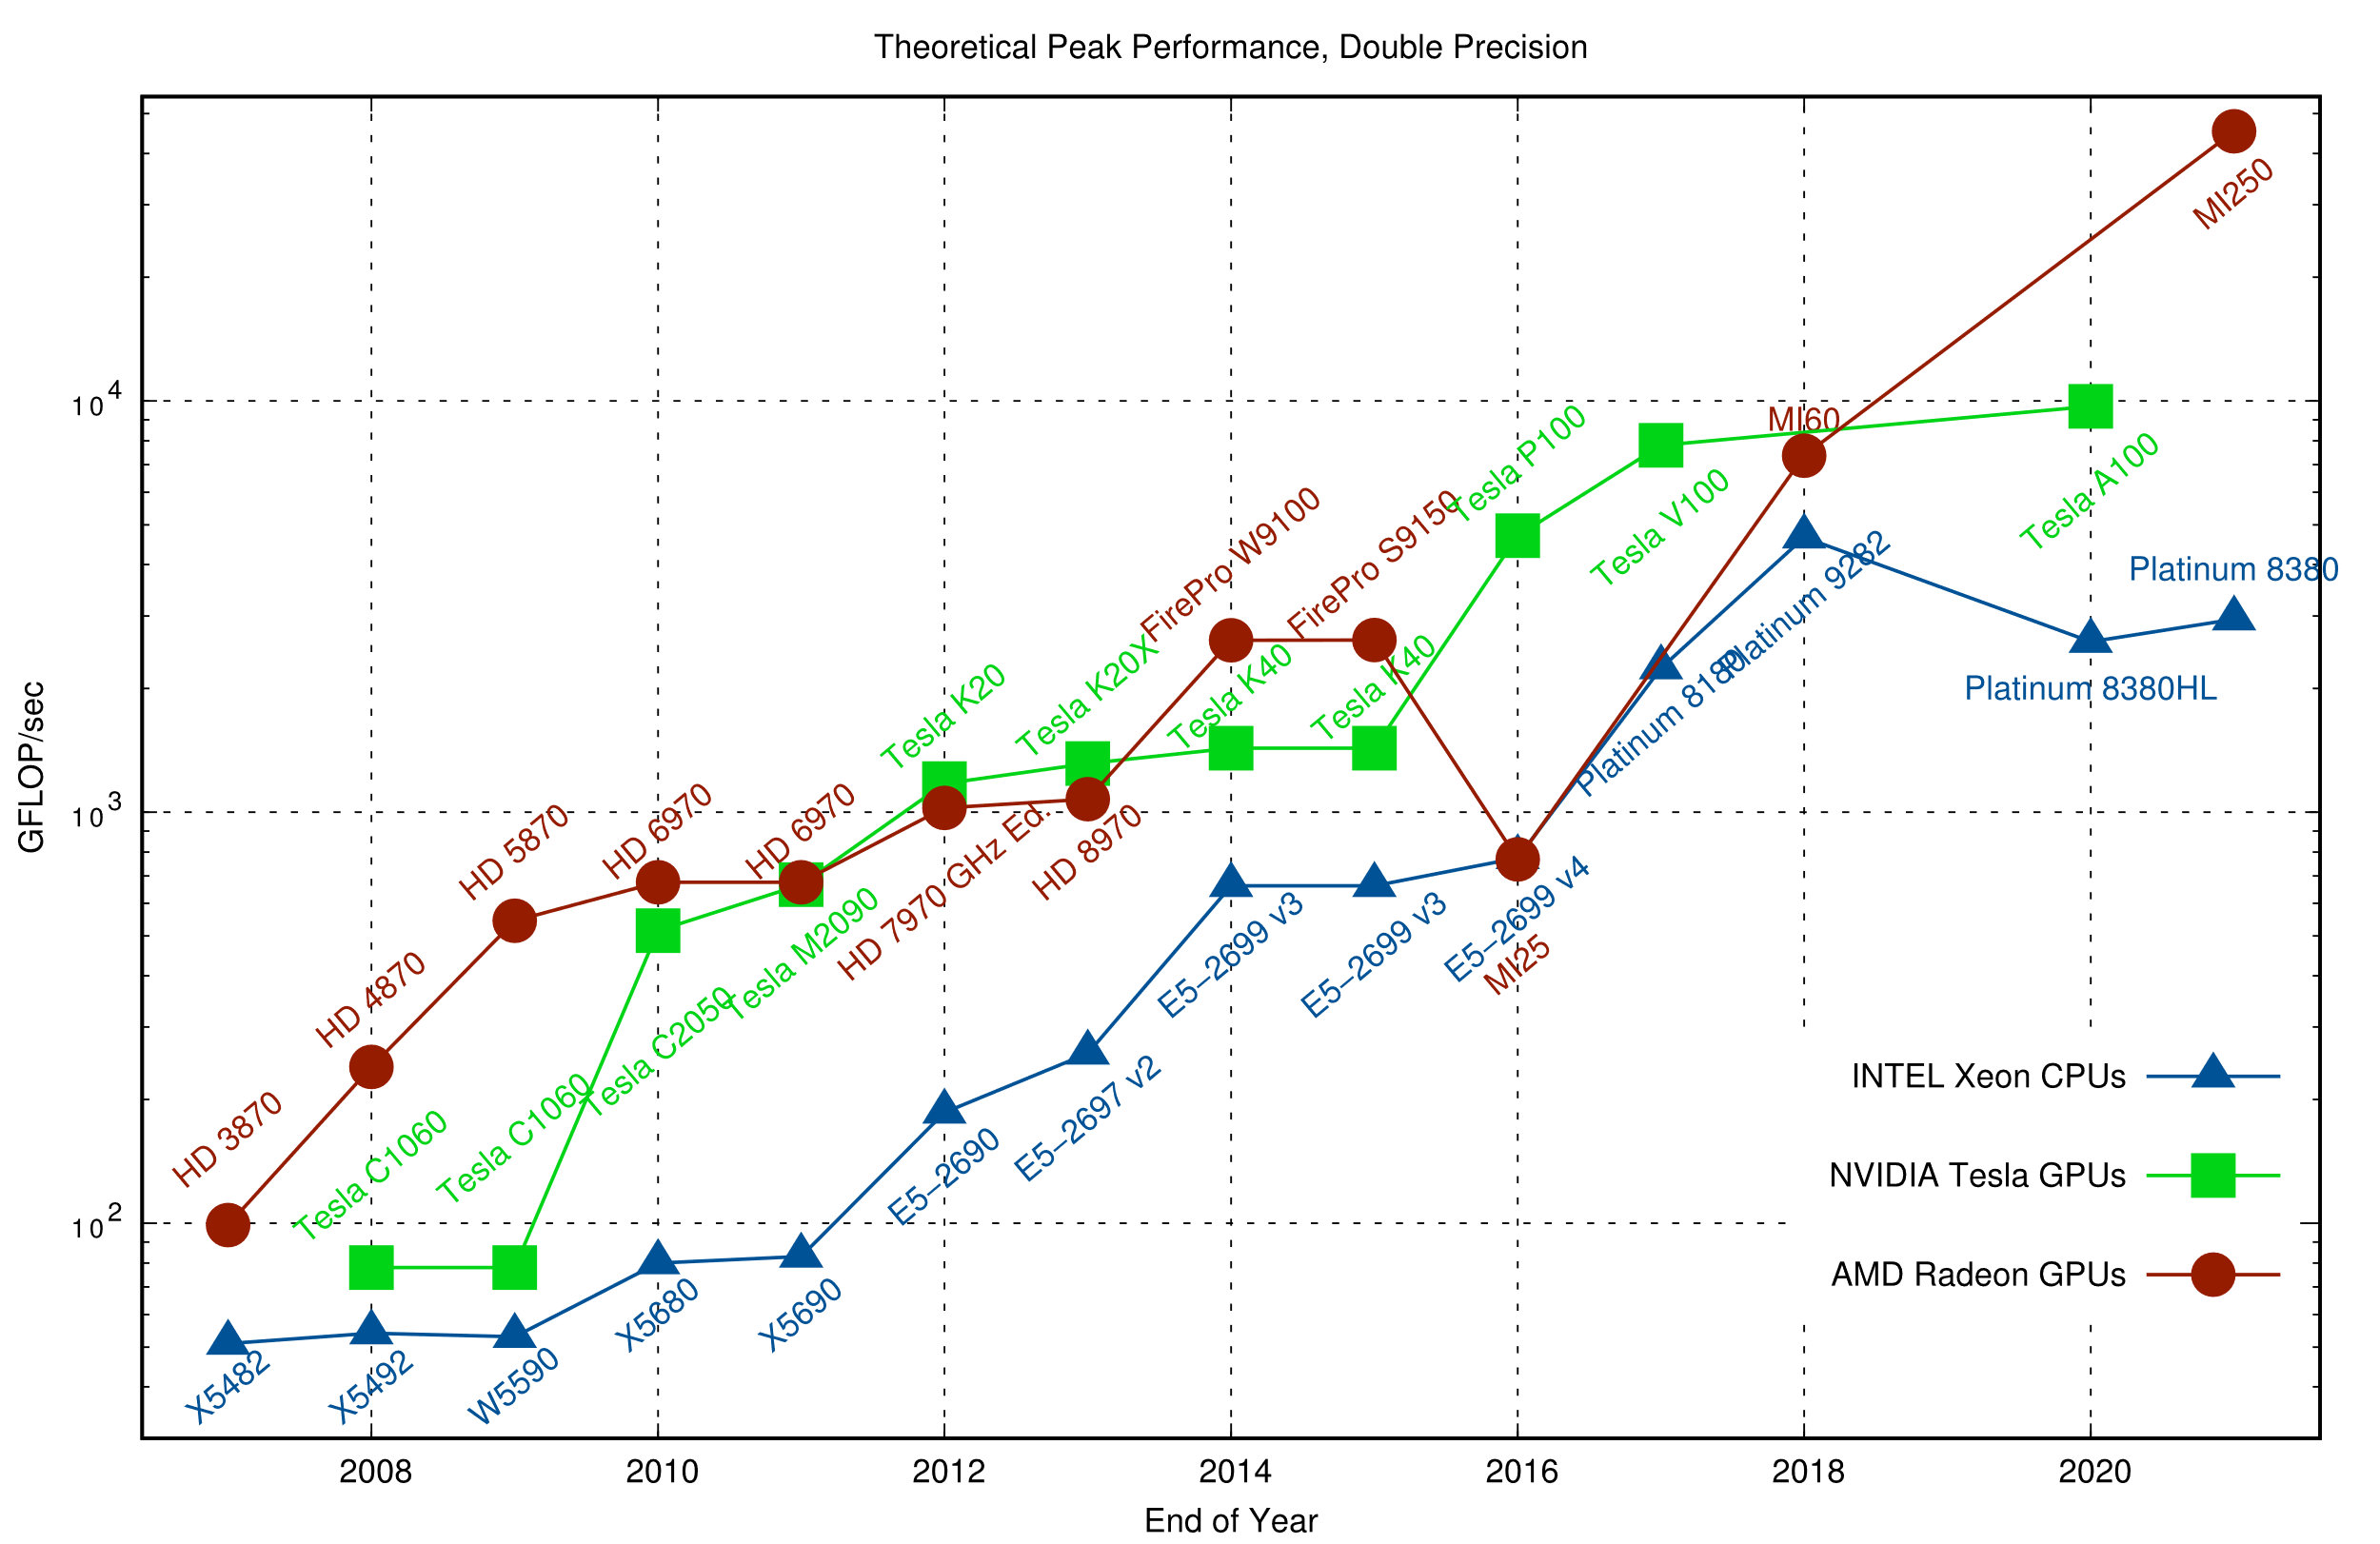 Theoretical Peak Performance, Double Precision
GFLOP/sec
10^4
10^3
10^2
MI250
MI60
Tesla P100
Tesla V100
Tesla A100
FirePro W9100
FirePro S9150
Platinum 9282
Platinum 8380
Platinum 8180
Platinum 8380HL
Tesla K20
Tesla K20X
Tesla K40
Tesla K40
HD 5870
HD 6970
HD 6970
HD 7970 GHz Ed.
HD 8970
HD 4870
Tesla C2050
Tesla M2090
E5−2699 v3
E5−2699 v3
E5−2699 v4
MI25
HD 3870
Tesla C1060
Tesla C1060
E5−2690
E5−2697 v2
X5482
X5492
W5590
X5680
X5690
INTEL Xeon CPUs
NVIDIA Tesla GPUs
AMD Radeon GPUs
2008 2010 2012 2014 2016 2018 2020
End of Year